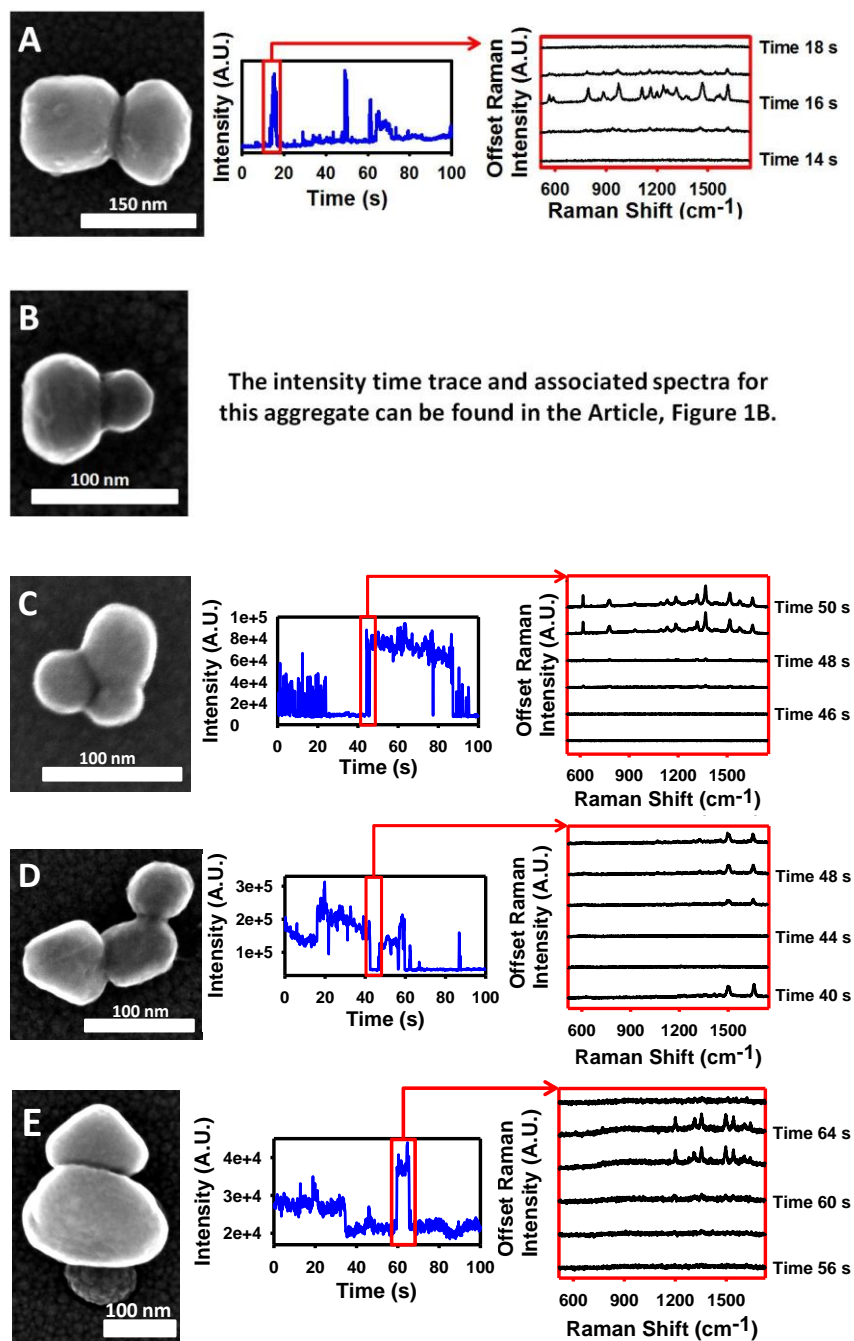 A
150 nm
Intensity (A.U.)
0 20 40 60 80 100
Time (s)
Offset Raman
Intensity (A.U.)
Time 18 s
Time 16 s
Time 14 s
600 900 1200 1500
Raman Shift (cm-1)
B
100 nm
The intensity time trace and associated spectra for
this aggregate can be found in the Article, Figure 1B.
C
100 nm
Intensity (A.U.)
1e+5
8e+4
6e+4
4e+4
2e+4
0
0 20 40 60 80 100
Time (s)
Offset Raman
Intensity (A.U.)
Time 50 s
Time 48 s
Time 46 s
600 900 1200 1500
Raman Shift (cm-1)
D
100 nm
Intensity (A.U.)
3e+5
2e+5
1e+5
0 20 40 60 80 100
Time (s)
Offset Raman
Intensity (A.U.)
Time 48 s
Time 44 s
Time 40 s
600 900 1200 1500
Raman Shift (cm-1)
E
100 nm
Intensity (A.U.)
4e+4
3e+4
2e+4
0 20 40 60 80 100
Time (s)
Offset Raman
Intensity (A.U.)
Time 64 s
Time 60 s
Time 56 s
600 900 1200 1500
Raman Shift (cm-1)